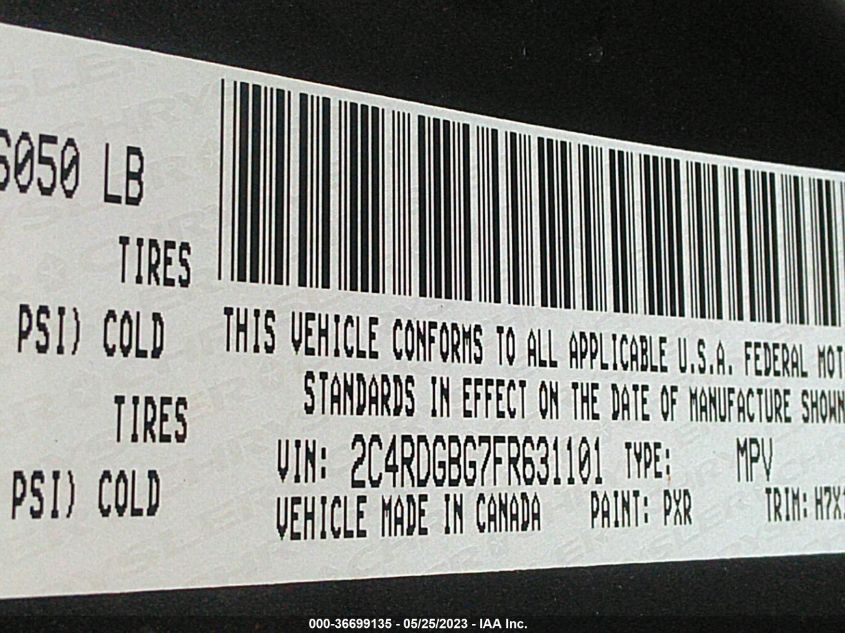 6050 LB
TIRES
PSI) COLD
TIRES
PSI) COLD
THIS VEHICLE CONFORMS TO ALL APPLICABLE U.S.A. FEDERAL MOT
STANDARDS IN EFFECT ON THE DATE OF MANUFACTURE SHOWN
VIN: 2C4RDGBG7FR631101 TYPE: MPV
VEHICLE MADE IN CANADA PAINT: PXR TRIM: H7X
000-36699135 - 05/25/2023 - IAA Inc.